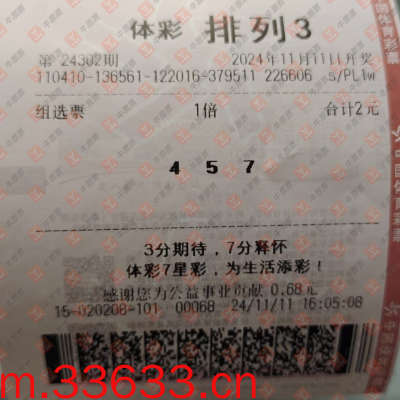 体彩 排列3
第 24302期 2024年11月11日开奖
110410-136561-122016-379511 226606 s/PL1w
组选票 1倍 合计2元
4 5 7
3分期待，7分释怀
体彩7星彩，为生活添彩！
感谢您为公益事业贡献 0.68元
15-020208-101 00068 24/11/11 16:05:08
m.33633.cn